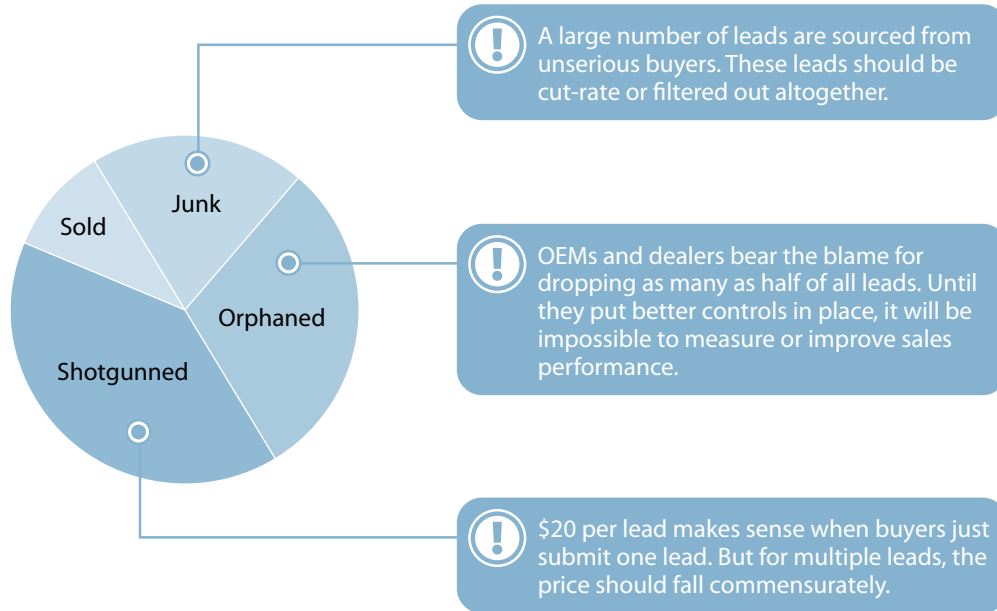 A large number of leads are sourced from
unserious buyers. These leads should be
cut-rate or filtered out altogether.
Junk
Sold
OEMs and dealers bear the blame for
dropping as many as half of all leads. Until
they put better controls in place, it will be
impossible to measure or improve sales
performance.
Orphaned
Shotgunned
$20 per lead makes sense when buyers just
submit one lead. But for multiple leads, the
price should fall commensurately.